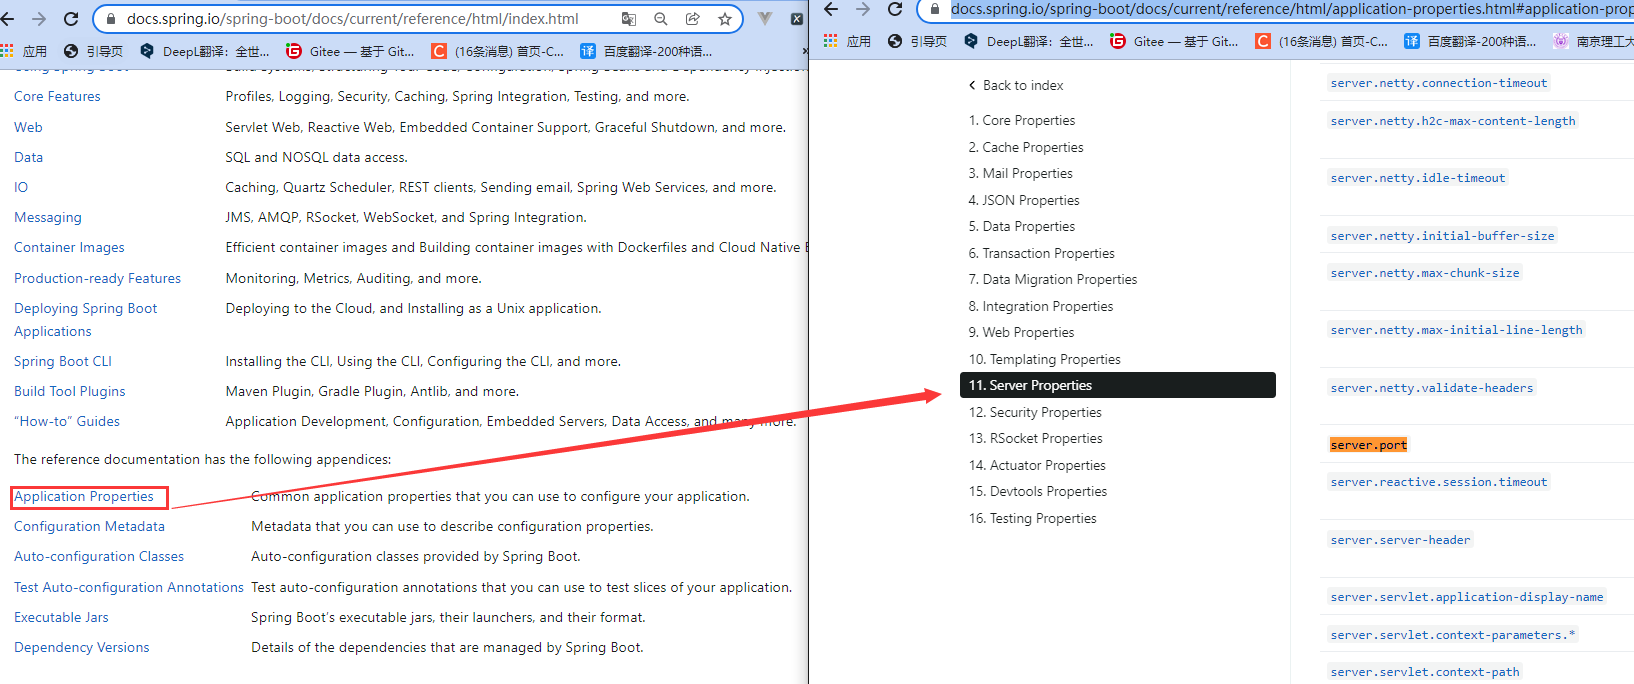 docs.spring.io/spring-boot/docs/current/reference/html/index.html
应用
引导页
DeepL翻译：全世...
Gitee — 基于 Git...
(16条消息) 首页-C...
百度翻译-200种语...
»
Core Features
Profiles, Logging, Security, Caching, Spring Integration, Testing, and more.
Web
Servlet Web, Reactive Web, Embedded Container Support, Graceful Shutdown, and more.
Data
SQL and NOSQL data access.
IO
Caching, Quartz Scheduler, REST clients, Sending email, Spring Web Services, and more.
Messaging
JMS, AMQP, RSocket, WebSocket, and Spring Integration.
Container Images
Efficient container images and Building container images with Dockerfiles and Cloud Native
Production-ready Features
Monitoring, Metrics, Auditing, and more.
Deploying Spring Boot
Applications
Deploying to the Cloud, and Installing as a Unix application.
Spring Boot CLI
Installing the CLI, Using the CLI, Configuring the CLI, and more.
Build Tool Plugins
Maven Plugin, Gradle Plugin, Antlib, and more.
“How-to” Guides
Application Development, Configuration, Embedded Servers, Data Access, and many more.
The reference documentation has the following appendices:
Application Properties
Common application properties that you can use to configure your application.
Configuration Metadata
Metadata that you can use to describe configuration properties.
Auto-configuration Classes
Auto-configuration classes provided by Spring Boot.
Test Auto-configuration Annotations
Test auto-configuration annotations that you can use to test slices of your application.
Executable Jars
Spring Boot’s executable jars, their launchers, and their format.
Dependency Versions
Details of the dependencies that are managed by Spring Boot.
docs.spring.io/spring-boot/docs/current/reference/html/application-properties.html#application-prop
应用
引导页
DeepL翻译：全世...
Gitee — 基于 Git...
(16条消息) 首页-C...
百度翻译-200种语...
南京理工大
Back to index
1. Core Properties
2. Cache Properties
3. Mail Properties
4. JSON Properties
5. Data Properties
6. Transaction Properties
7. Data Migration Properties
8. Integration Properties
9. Web Properties
10. Templating Properties
11. Server Properties
12. Security Properties
13. RSocket Properties
14. Actuator Properties
15. Devtools Properties
16. Testing Properties
server.netty.connection-timeout
server.netty.h2c-max-content-length
server.netty.idle-timeout
server.netty.initial-buffer-size
server.netty.max-chunk-size
server.netty.max-initial-line-length
server.netty.validate-headers
server.port
server.reactive.session.timeout
server.server-header
server.servlet.application-display-name
server.servlet.context-parameters.*
server.servlet.context-path